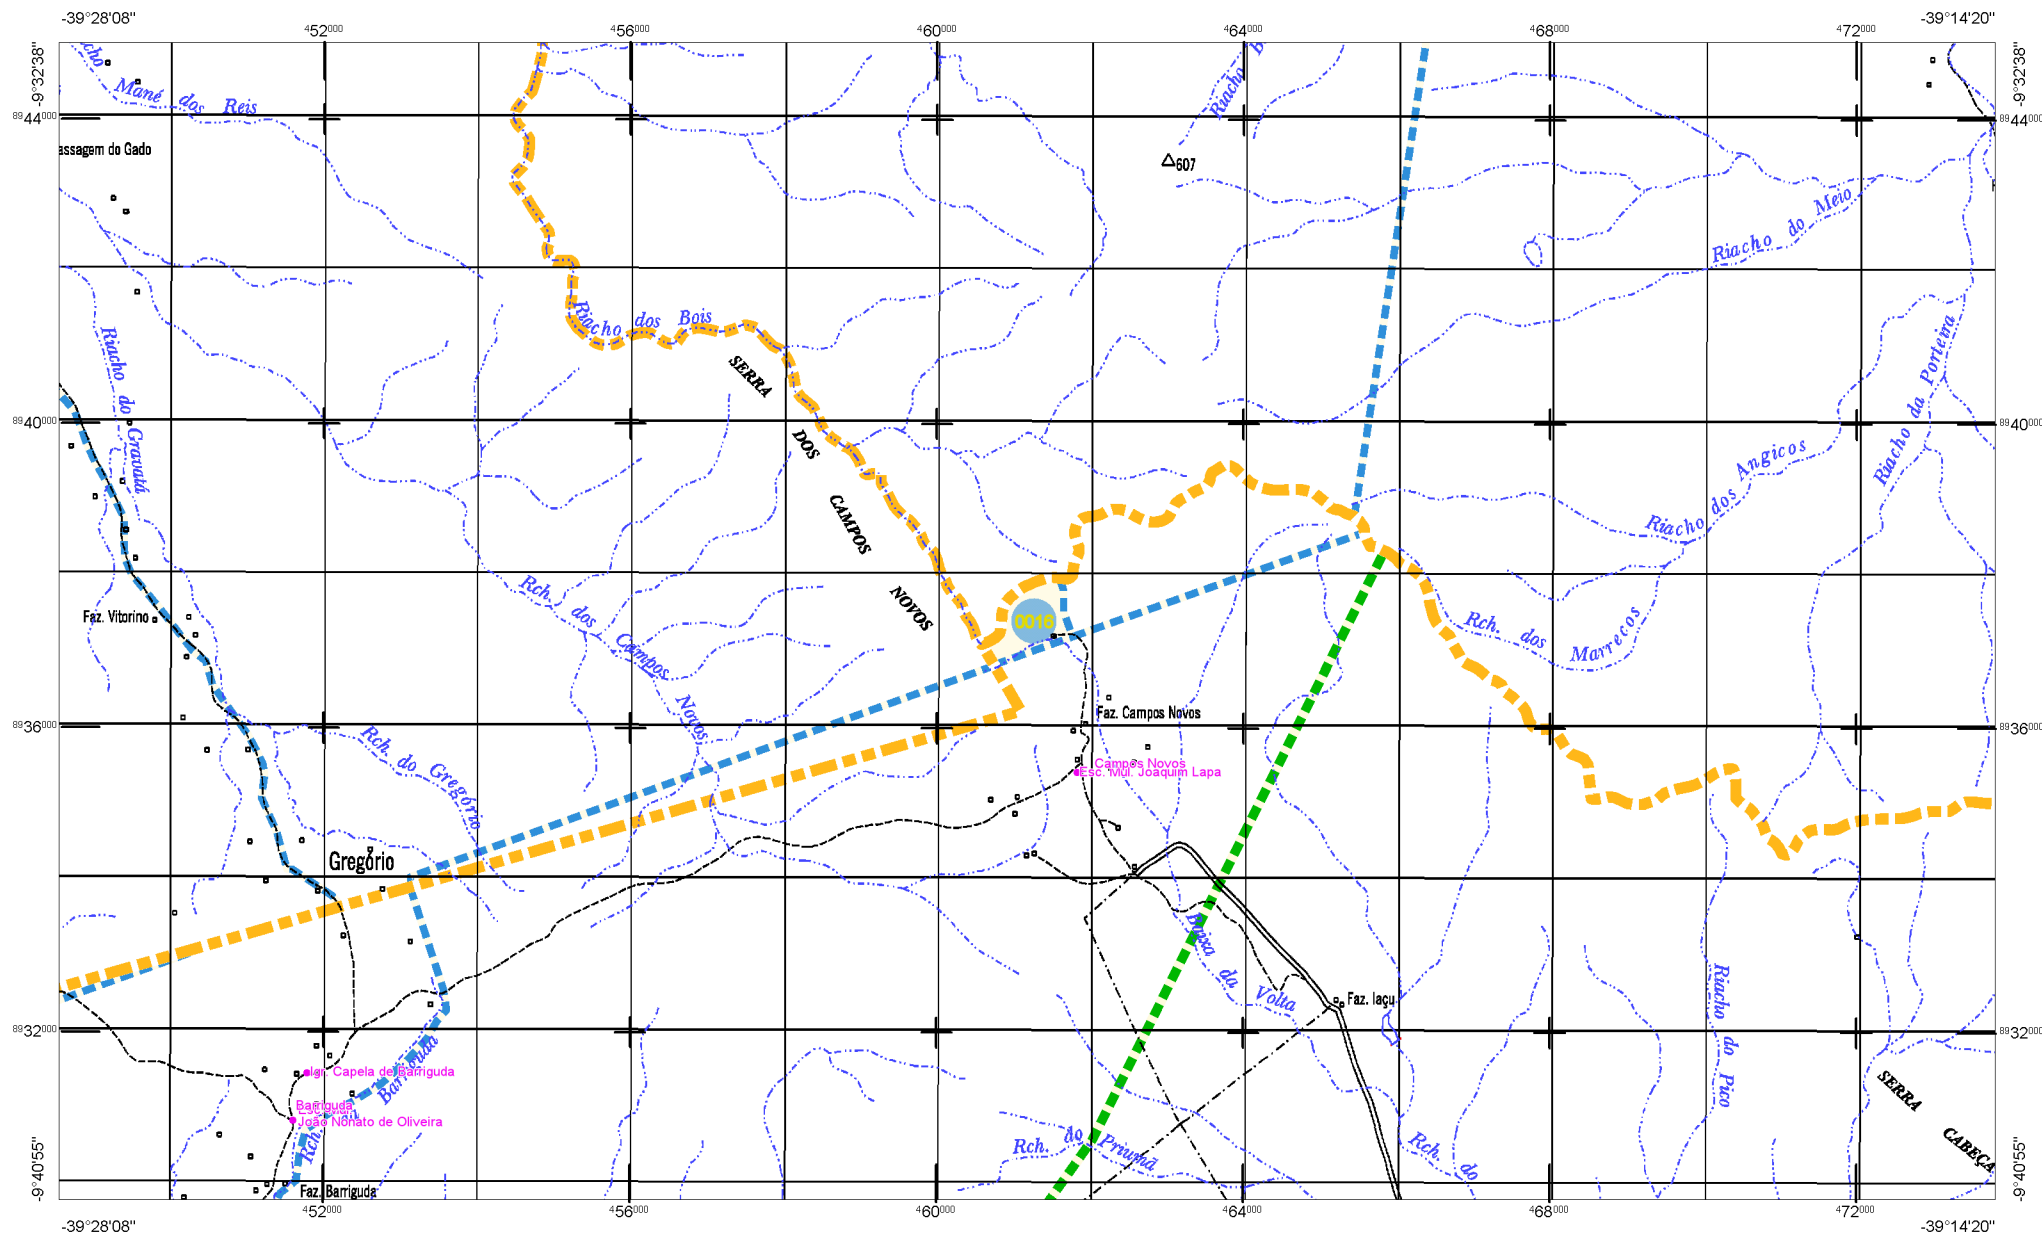 -39°28'08"
-39°14'20"
452000
456000
460000
464000
468000
472000
-9°32'38"
-9°32'38"
8944000
8944000
cho
Mané dos Reis
Riacho
assagem do Gado
607
Riacho do Meio
Riacho dos Bois
Riacho do Gravatá
SERRA DOS CAMPOS NOVOS
Riacho da Porteira
8940000
8940000
Riacho dos Angicos
Rch. dos Campos Novos
Faz. Vitorino
0016
Rch. dos Marrecos
Faz. Campos Novos
8936000
8936000
Rch. do Gregório
Campos Novos
Esc. Mul. Joaquim Lapa
Gregório
Baixa da Volta
Faz. Iaçu
Riacho do Puco
8932000
8932000
Igr. Capela de Barriguda
Rch. da Barriguda
Barriguda
João Nonato de Oliveira
SERRA
CABEÇA
Rch. do Priumã
Rch. do
Faz. Barriguda
-9°40'55"
-9°40'55"
452000
456000
460000
464000
468000
472000
-39°28'08"
-39°14'20"